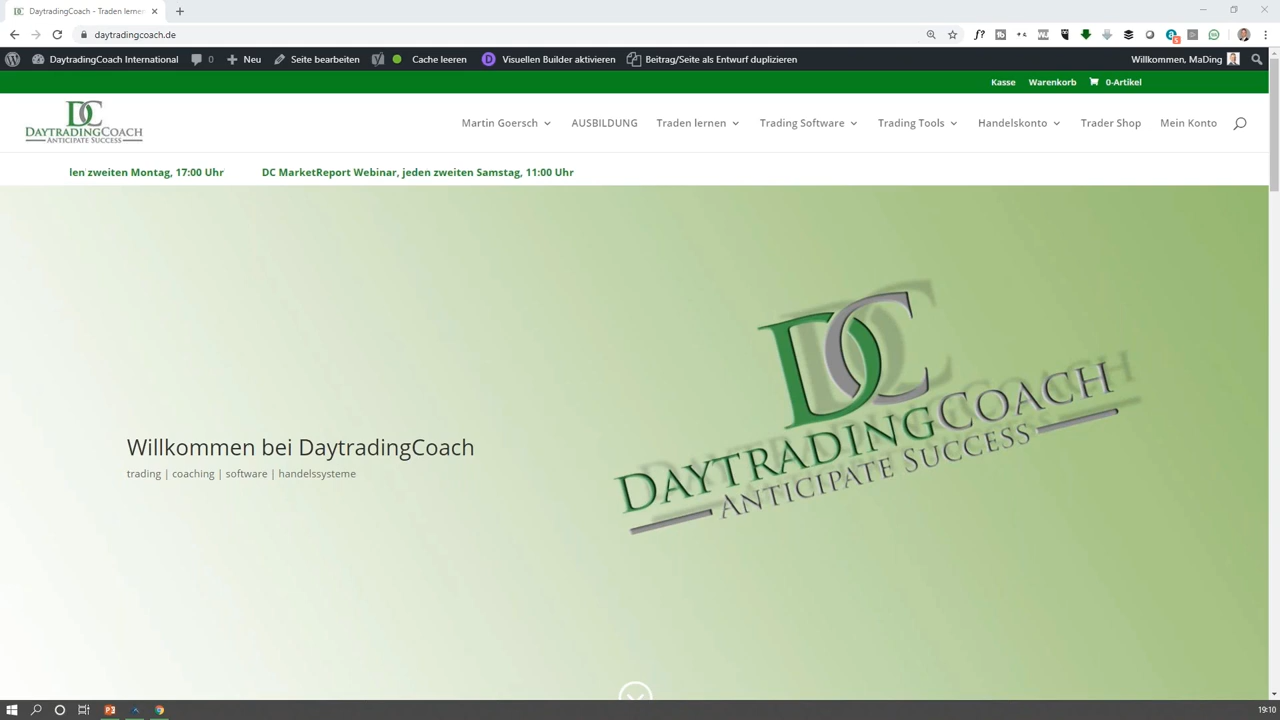 DaytradingCoach - Traden lerner
daytradingcoach.de
DaytradingCoach International
0
Neu
Seite bearbeiten
Cache leeren
Visuellen Builder aktivieren
Beitrag/Seite als Entwurf duplizieren
Willkommen, MaDing
Kasse
Warenkorb
0-Artikel
DC
DAYTRADINGCOACH
ANTICIPATE SUCCESS
Martin Goersch
AUSBILDUNG
Traden lernen
Trading Software
Trading Tools
Handelskonto
Trader Shop
Mein Konto
len zweiten Montag, 17:00 Uhr
DC MarketReport Webinar, jeden zweiten Samstag, 11:00 Uhr
DC
DAYTRADINGCOACH
ANTICIPATE SUCCESS
Willkommen bei DaytradingCoach
trading | coaching | software | handelssysteme
19:10